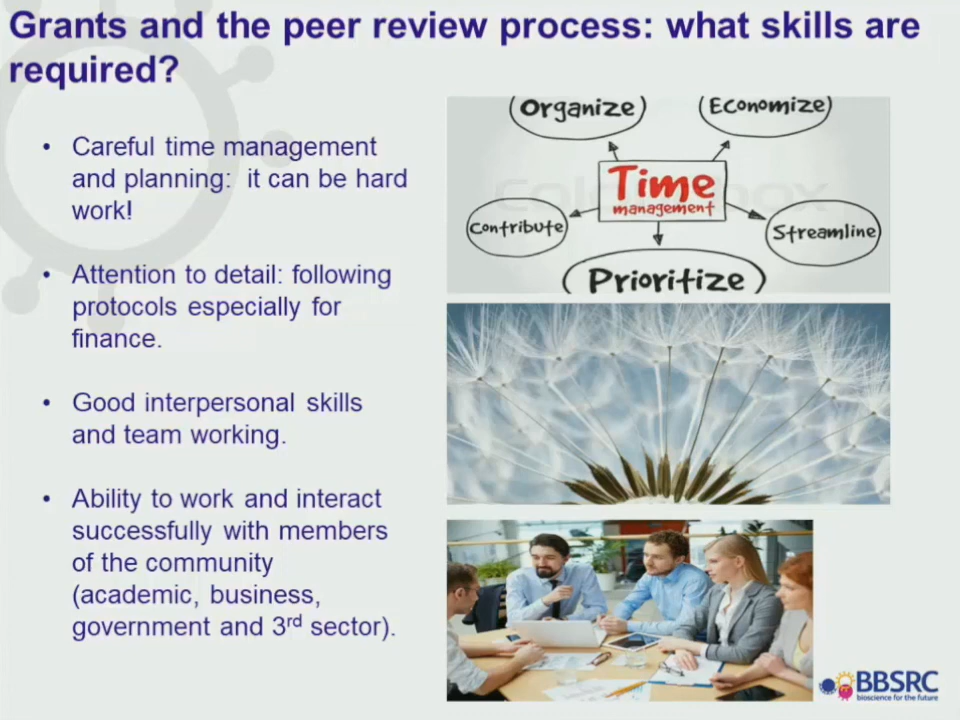 Grants and the peer review process: what skills are
required?
• Careful time management
and planning: it can be hard
work!
• Attention to detail: following
protocols especially for
finance.
• Good interpersonal skills
and team working.
• Ability to work and interact
successfully with members
of the community
(academic, business,
government and 3rd sector).
Organize
Economize
Time
management
Contribute
Streamline
Prioritize
BBSRC
bioscience for the future